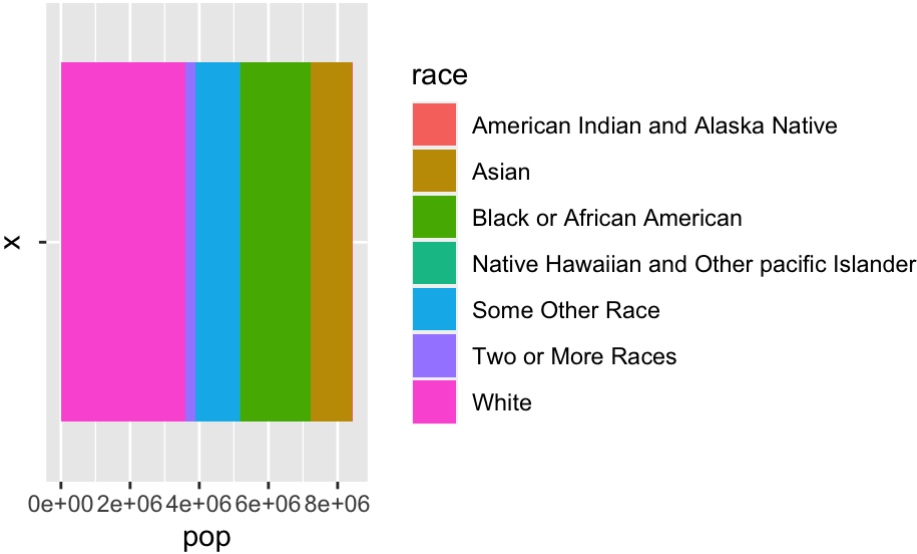 race
American Indian and Alaska Native
Asian
Black or African American
Native Hawaiian and Other pacific Islander
Some Other Race
Two or More Races
White
x
0e+00 2e+06 4e+06 6e+06 8e+06
pop